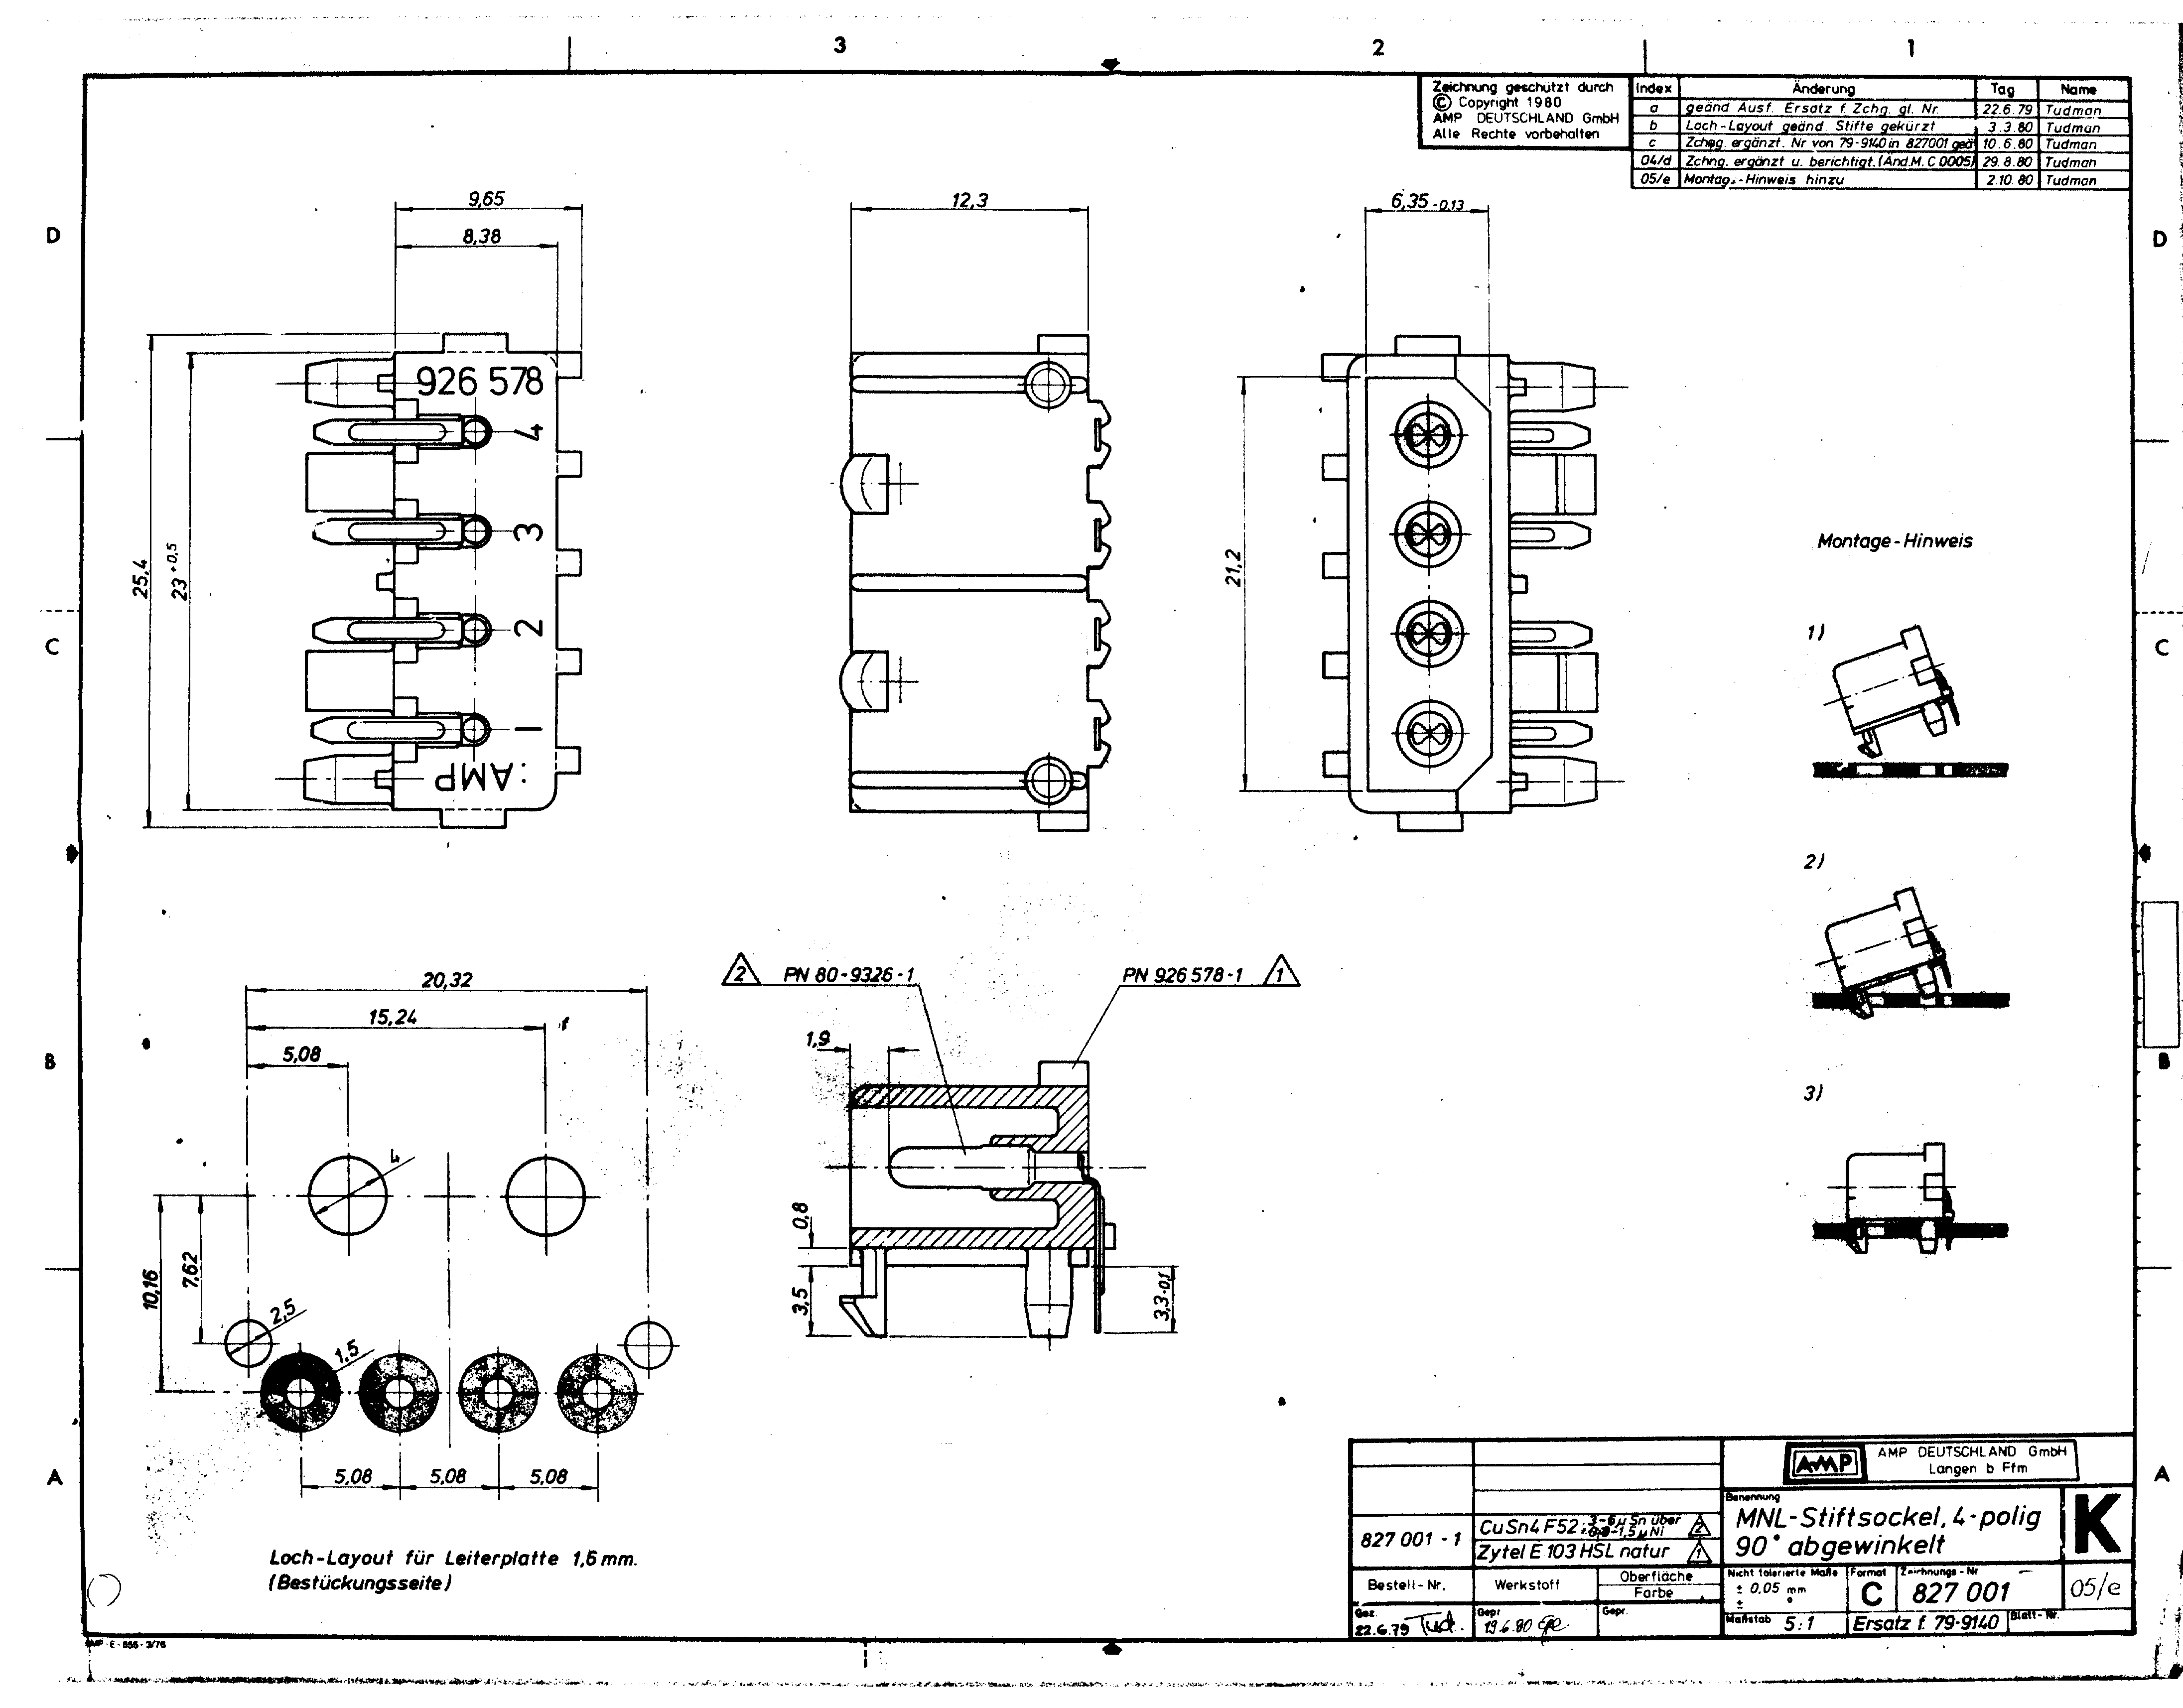 3
2
1
Zeichnung geschützt durch
© Copyright 1980
AMP DEUTSCHLAND GmbH
Alle Rechte vorbehalten
Index Änderung Tag Name
a geänd. Ausf. Ersatz f. Zchg. gl. Nr. 22.6.79 Tudman
b Loch-Layout geänd. Stifte gekürzt 3.3.80 Tudman
c Zchng. ergänzt. Nr von 79-9140 in 827001 geä 10.6.80 Tudman
04/d Zchng. ergänzt u. berichtigt. (Änd.M. C 0005) 29.8.80 Tudman
05/e Montage-Hinweis hinzu 2.10.80 Tudman
D
D
9,65
8,38
12,3
6,35 -0,13
926 578
4
3
2
1
:AMP
25,4
23 +0,5
21,2
C
C
Montage-Hinweis
1)
2)
3)
B
B
20,32
15,24
5,08
4
10,16
7,62
2,5
1,5
5,08 5,08 5,08
2 PN 80-9326-1
PN 926 578-1 1
1,9
0,8
3,5
3,3-0,1
A
A
Loch-Layout für Leiterplatte 1,6 mm.
(Bestückungsseite)
AMP
AMP DEUTSCHLAND GmbH
Langen b Ffm
Benennung
MNL-Stiftsockel, 4-polig
90° abgewinkelt
K
827 001 - 1
CuSn4 F52, 3-6µ Sn über 1,5µ Ni 2
Zytel E 103 HSL natur 1
Bestell-Nr.
Werkstoff
Oberfläche
Farbe
Nicht tolerierte Maße
± 0,05 mm
± °
Format
C
Zeichnungs-Nr
827 001
05/e
Gez.
22.6.79 Tud.
Gepr.
19.6.80
Gepr.
Maßstab 5:1
Ersatz f. 79-9140
Blatt-Nr.
AMP-E-555-3/76